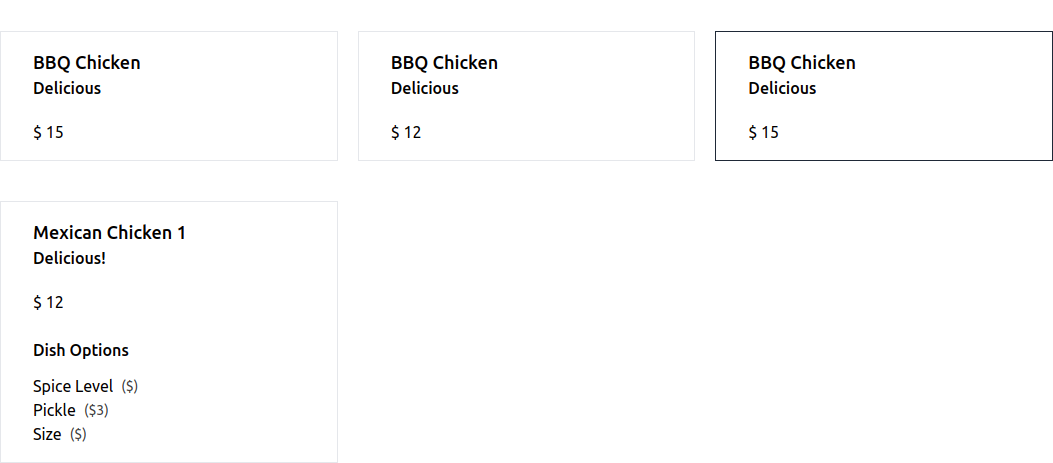 BBQ Chicken
Delicious
$ 15
BBQ Chicken
Delicious
$ 12
BBQ Chicken
Delicious
$ 15
Mexican Chicken 1
Delicious!
$ 12
Dish Options
Spice Level ($)
Pickle ($3)
Size ($)